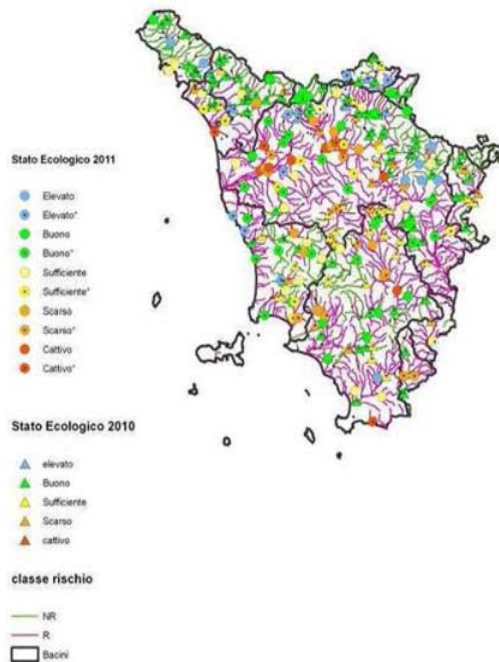 Stato Ecologico 2011
Elevato
Elevato*
Buono
Buono*
Sufficiente
Sufficiente*
Scarso
Scarso*
Cattivo
Cattivo*
Stato Ecologico 2010
elevato
Buono
Sufficiente
Scarso
cattivo
classe rischio
NR
R
Bacini